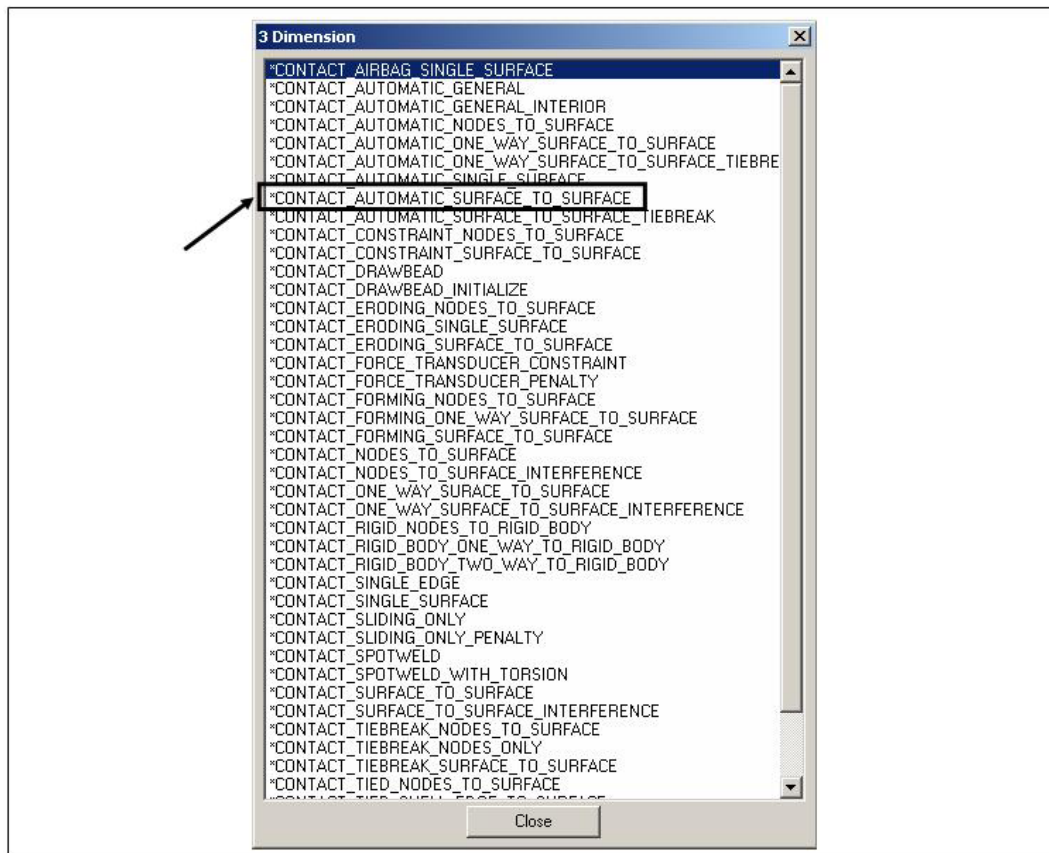 3 Dimension
*CONTACT_AIRBAG_SINGLE_SURFACE
*CONTACT_AUTOMATIC_GENERAL
*CONTACT_AUTOMATIC_GENERAL_INTERIOR
*CONTACT_AUTOMATIC_NODES_TO_SURFACE
*CONTACT_AUTOMATIC_ONE_WAY_SURFACE_TO_SURFACE
*CONTACT_AUTOMATIC_ONE_WAY_SURFACE_TO_SURFACE_TIEBRE
*CONTACT_AUTOMATIC_SINGLE_SURFACE
*CONTACT_AUTOMATIC_SURFACE_TO_SURFACE
*CONTACT_AUTOMATIC_SURFACE_TO_SURFACE_TIEBREAK
*CONTACT_CONSTRAINT_NODES_TO_SURFACE
*CONTACT_CONSTRAINT_SURFACE_TO_SURFACE
*CONTACT_DRAWBEAD
*CONTACT_DRAWBEAD_INITIALIZE
*CONTACT_ERODING_NODES_TO_SURFACE
*CONTACT_ERODING_SINGLE_SURFACE
*CONTACT_ERODING_SURFACE_TO_SURFACE
*CONTACT_FORCE_TRANSDUCER_CONSTRAINT
*CONTACT_FORCE_TRANSDUCER_PENALTY
*CONTACT_FORMING_NODES_TO_SURFACE
*CONTACT_FORMING_ONE_WAY_SURFACE_TO_SURFACE
*CONTACT_FORMING_SURFACE_TO_SURFACE
*CONTACT_NODES_TO_SURFACE
*CONTACT_NODES_TO_SURFACE_INTERFERENCE
*CONTACT_ONE_WAY_SURACE_TO_SURFACE
*CONTACT_ONE_WAY_SURFACE_TO_SURFACE_INTERFERENCE
*CONTACT_RIGID_NODES_TO_RIGID_BODY
*CONTACT_RIGID_BODY_ONE_WAY_TO_RIGID_BODY
*CONTACT_RIGID_BODY_TWO_WAY_TO_RIGID_BODY
*CONTACT_SINGLE_EDGE
*CONTACT_SINGLE_SURFACE
*CONTACT_SLIDING_ONLY
*CONTACT_SLIDING_ONLY_PENALTY
*CONTACT_SPOTWELD
*CONTACT_SPOTWELD_WITH_TORSION
*CONTACT_SURFACE_TO_SURFACE
*CONTACT_SURFACE_TO_SURFACE_INTERFERENCE
*CONTACT_TIEBREAK_NODES_TO_SURFACE
*CONTACT_TIEBREAK_NODES_ONLY
*CONTACT_TIEBREAK_SURFACE_TO_SURFACE
*CONTACT_TIED_NODES_TO_SURFACE
*CONTACT_TIED_SHELL_EDGE_TO_SURFACE
Close